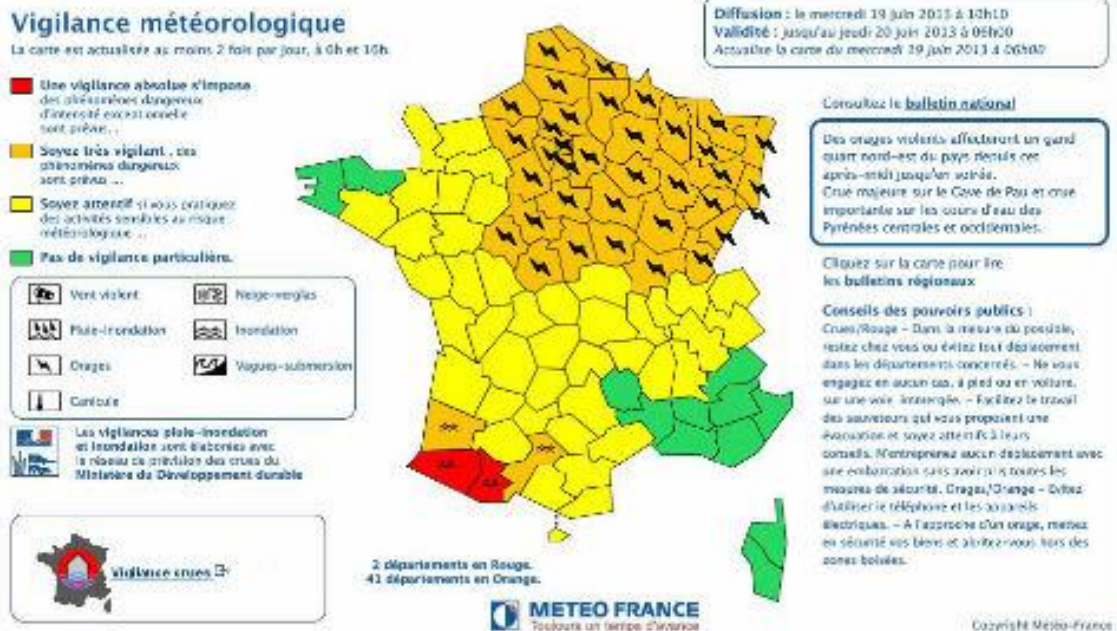 Vigilance météorologique
La carte est actualisée au moins 2 fois par jour, à 6h et 16h.
Une vigilance absolue s'impose
des phénomènes dangereux
d'intensité exceptionnelle
sont prévus...
Soyez très vigilant, des
phénomènes dangereux
sont prévus ...
Soyez attentif si vous pratiquez
des activités sensibles au risque
météorologique ...
Pas de vigilance particulière.
Vent violent
Neige-verglas
Pluie-Inondation
Inondation
Orages
Vagues-submersion
Canicule
Les vigilances pluie-inondation
et inondation sont élaborées avec
le réseau de prévision des crues du
Ministère du Développement durable
Vigilance crues
2 départements en Rouge.
41 départements en Orange.
METEO FRANCE
Toujours un temps d'avance
Diffusion : le mercredi 19 juin 2013 à 10h10
Validité : jusqu'au jeudi 20 juin 2013 à 06h00
Actualise la carte du mercredi 19 juin 2013 à 06h00
Consultez le bulletin national
Des orages violents affecteront un gand
quart nord-est du pays depuis cet
après-midi jusqu'en soirée.
Crue majeure sur le Gave de Pau et crue
importante sur les cours d'eau des
Pyrénées centrales et occidentales.
Cliquez sur la carte pour lire
les bulletins régionaux
Conseils des pouvoirs publics :
Crues/Rouge - Dans la mesure du possible,
restez chez vous ou évitez tout déplacement
dans les départements concernés. - Ne vous
engagez en aucun cas, à pied ou en voiture,
sur une voie immergée. - Facilitez le travail
des sauveteurs qui vous proposent une
évacuation et soyez attentifs à leurs
conseils. N'entreprenez aucun déplacement avec
une embarcation sans avoir pris toutes les
mesures de sécurité. Orages/Orange - Evitez
d'utiliser le téléphone et les appareils
électriques. - A l'approche d'un orage, mettez
en sécurité vos biens et abritez-vous hors des
zones boisées.
Copyright Météo-France